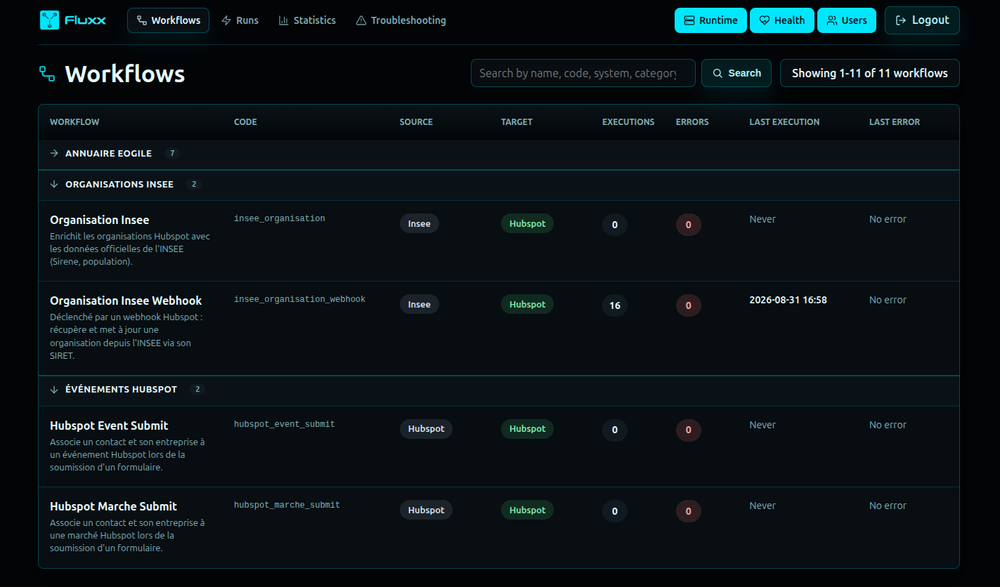 Fluxx
Workflows
Runs
Statistics
Troubleshooting
Runtime
Health
Users
Logout
Workflows
Search by name, code, system, category
Search
Showing 1-11 of 11 workflows
WORKFLOW CODE SOURCE TARGET EXECUTIONS ERRORS LAST EXECUTION LAST ERROR
ANNUAIRE EOGILE 7
ORGANISATIONS INSEE 2
Organisation Insee
Enrichit les organisations Hubspot avec
les données officielles de l'INSEE
(Sirene, population).
insee_organisation
Insee
Hubspot
0
0
Never
No error
Organisation Insee Webhook
Déclenché par un webhook Hubspot :
récupère et met à jour une
organisation depuis l'INSEE via son
SIRET.
insee_organisation_webhook
Insee
Hubspot
16
0
2026-08-31 16:58
No error
ÉVÉNEMENTS HUBSPOT 2
Hubspot Event Submit
Associe un contact et son entreprise à
un événement Hubspot lors de la
soumission d'un formulaire.
hubspot_event_submit
Hubspot
Hubspot
0
0
Never
No error
Hubspot Marche Submit
Associe un contact et son entreprise à
une marché Hubspot lors de la
soumission d'un formulaire.
hubspot_marche_submit
Hubspot
Hubspot
0
0
Never
No error